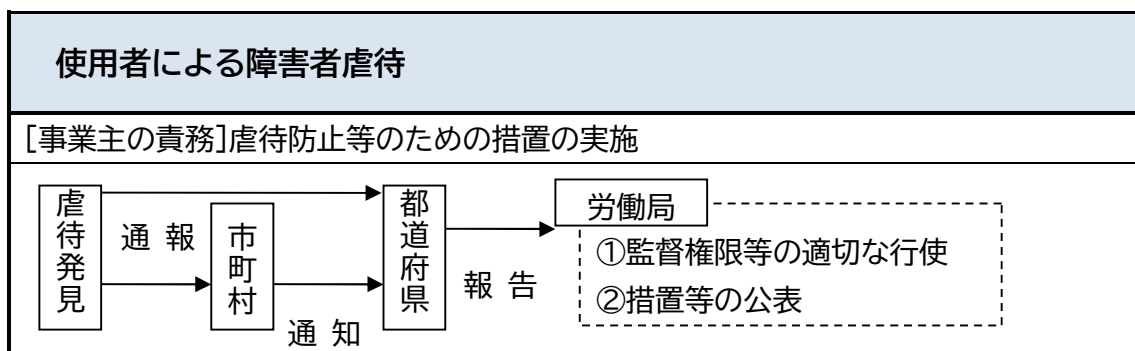 使用者による障害者虐待
[事業主の責務]虐待防止等のための措置の実施
虐待発見
通 報
市町村
通 知
都道府県
報 告
労働局
①監督権限等の適切な行使
②措置等の公表